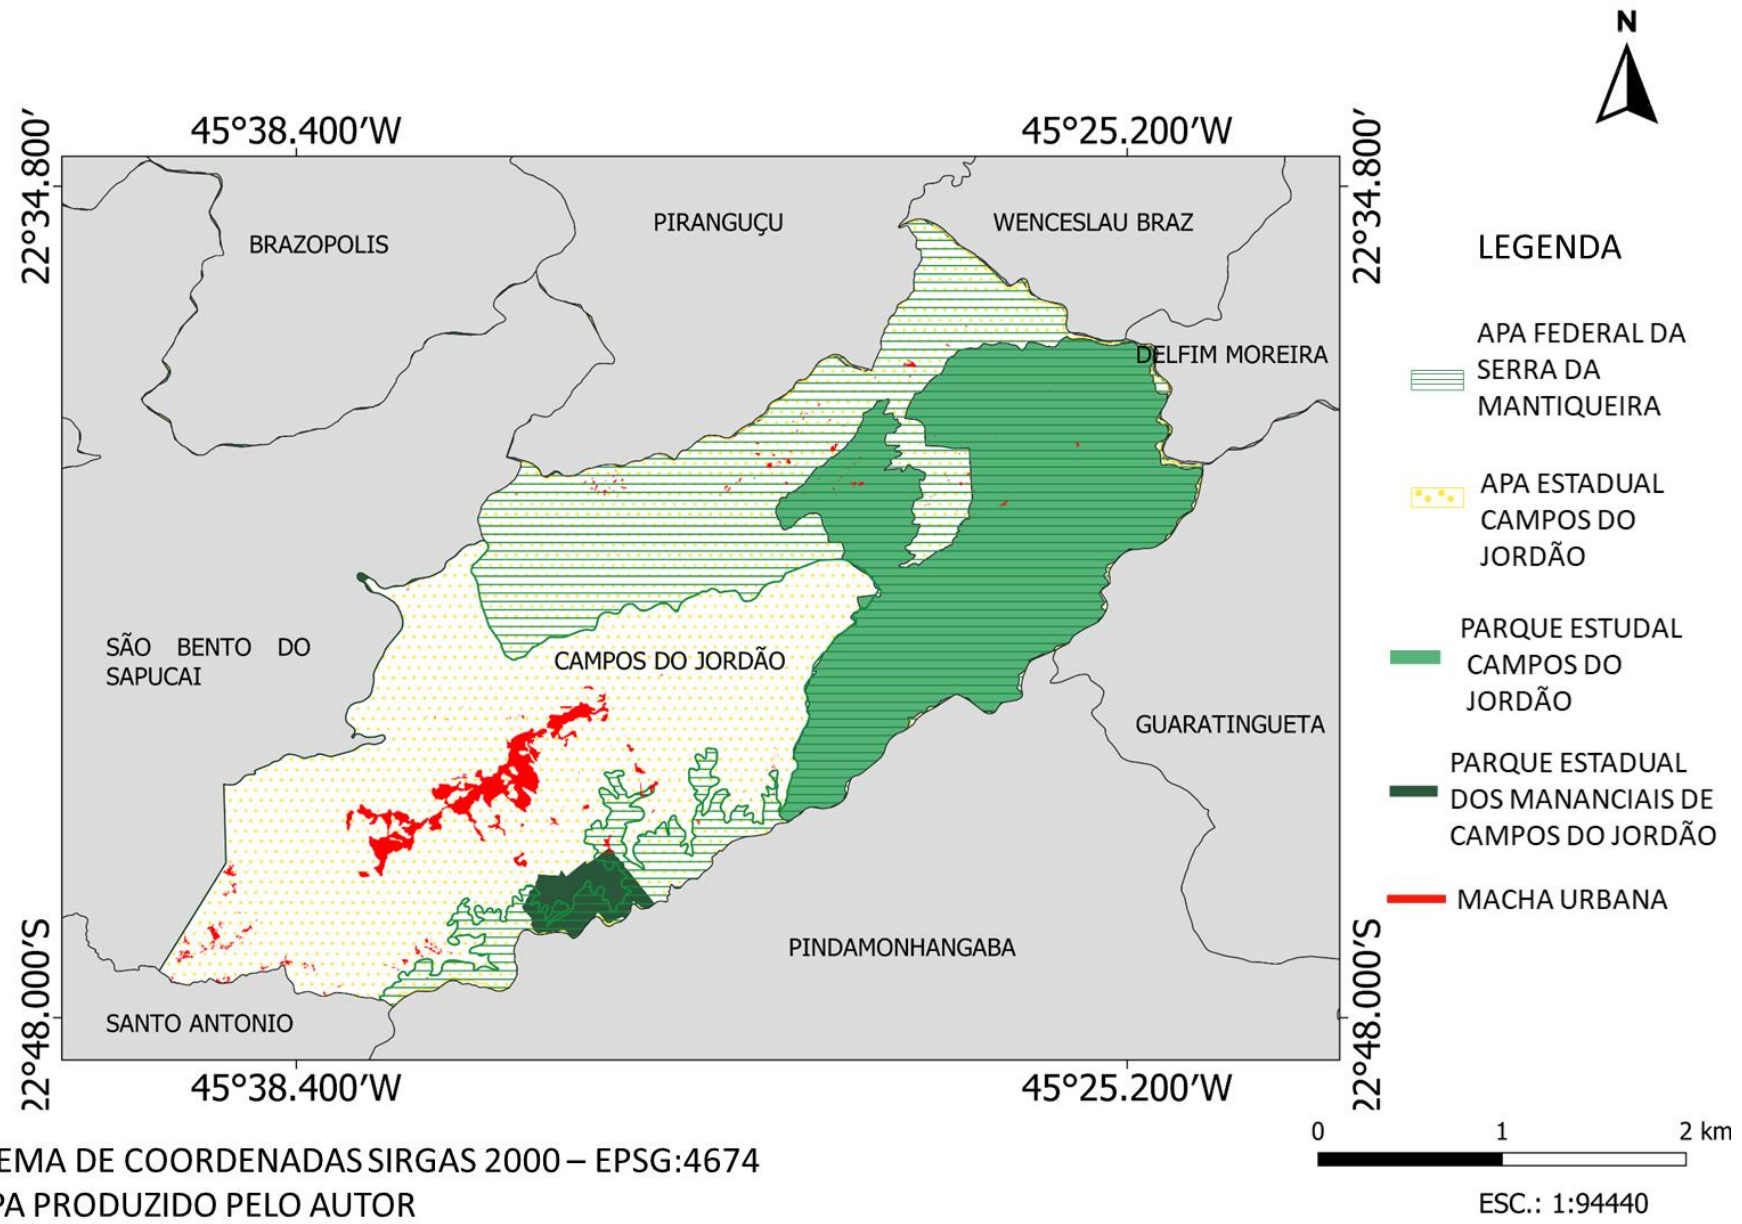 N
45°38.400'W
45°25.200'W
22°34.800'
22°34.800'
PIRANGUÇU
WENCESLAU BRAZ
BRAZOPOLIS
DELFIM MOREIRA
SÃO BENTO DO
SAPUCAI
CAMPOS DO JORDÃO
GUARATINGUETA
PINDAMONHANGABA
SANTO ANTONIO
22°48.000'S
22°48.000'S
45°38.400'W
45°25.200'W
LEGENDA
APA FEDERAL DA
SERRA DA
MANTIQUEIRA
APA ESTADUAL
CAMPOS DO
JORDÃO
PARQUE ESTUDAL
CAMPOS DO
JORDÃO
PARQUE ESTADUAL
DOS MANANCIAIS DE
CAMPOS DO JORDÃO
MACHA URBANA
0 1 2 km
ESC.: 1:94440
EMA DE COORDENADAS SIRGAS 2000 – EPSG:4674
PA PRODUZIDO PELO AUTOR